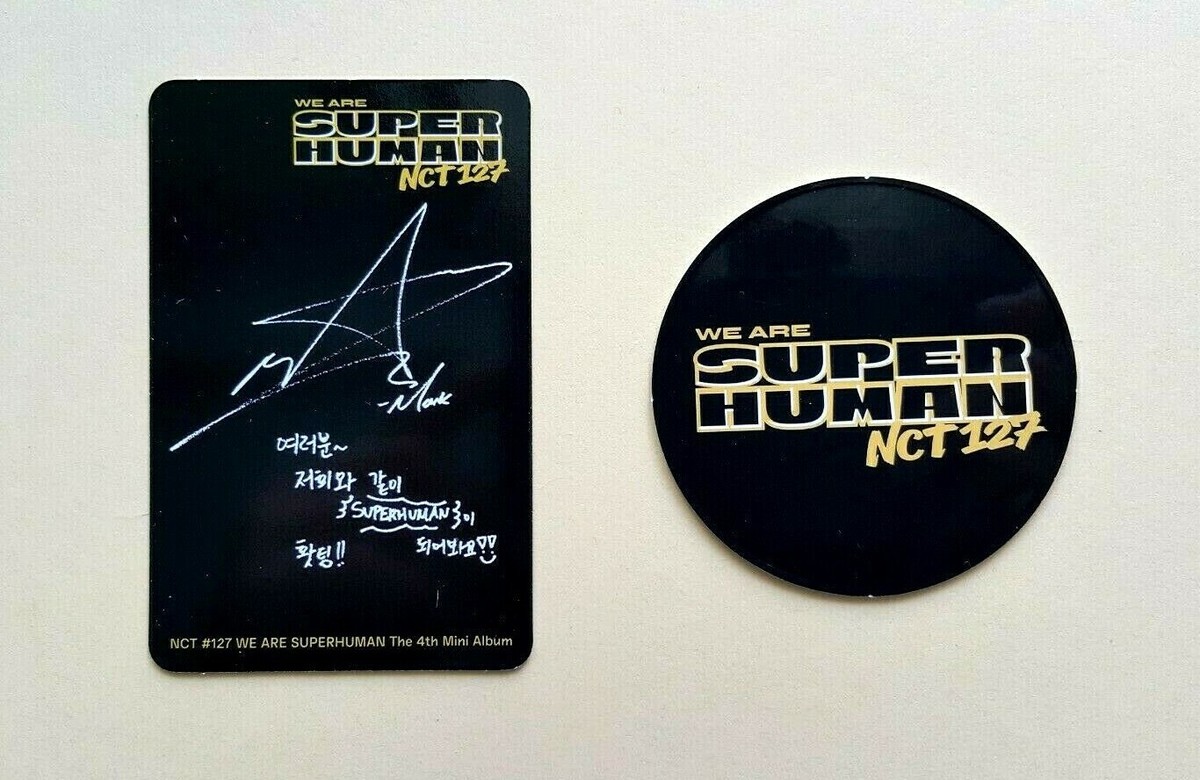 WE ARE
SUPER
HUMAN
NCT 127
-Mark
여러분~
저희와 같이
SUPERHUMAN이
홧팅!! 되어봐요!!
NCT #127 WE ARE SUPERHUMAN The 4th Mini Album
WE ARE
SUPER
HUMAN
NCT 127